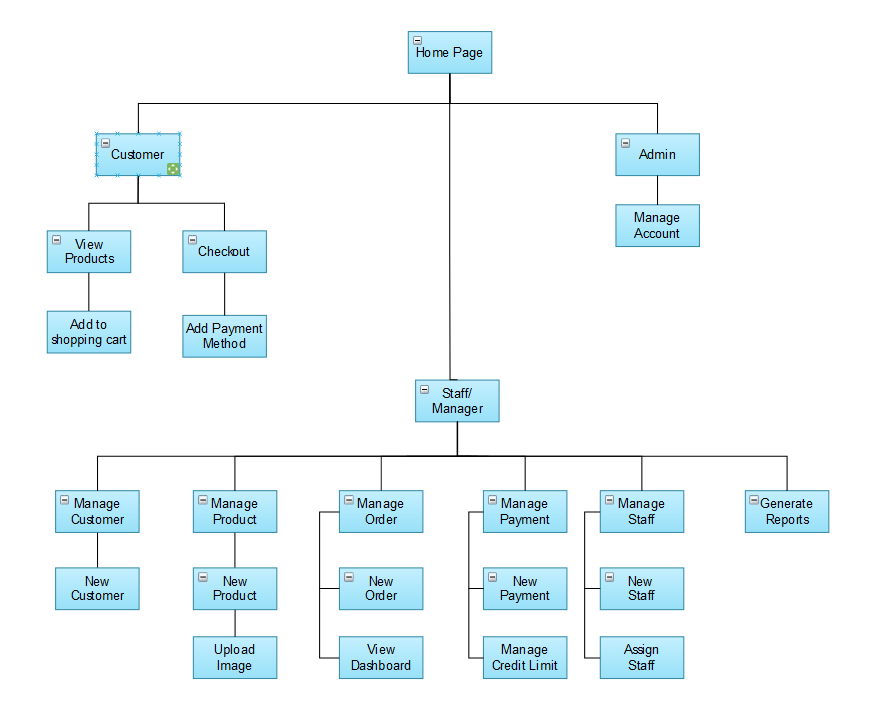 Home Page
Customer
Admin
Manage
Account
View
Products
Checkout
Add to
shopping cart
Add Payment
Method
Staff/
Manager
Manage
Customer
Manage
Product
Manage
Order
Manage
Payment
Manage
Staff
Generate
Reports
New
Customer
New
Product
New
Order
New
Payment
New
Staff
Upload
Image
View
Dashboard
Manage
Credit Limit
Assign
Staff